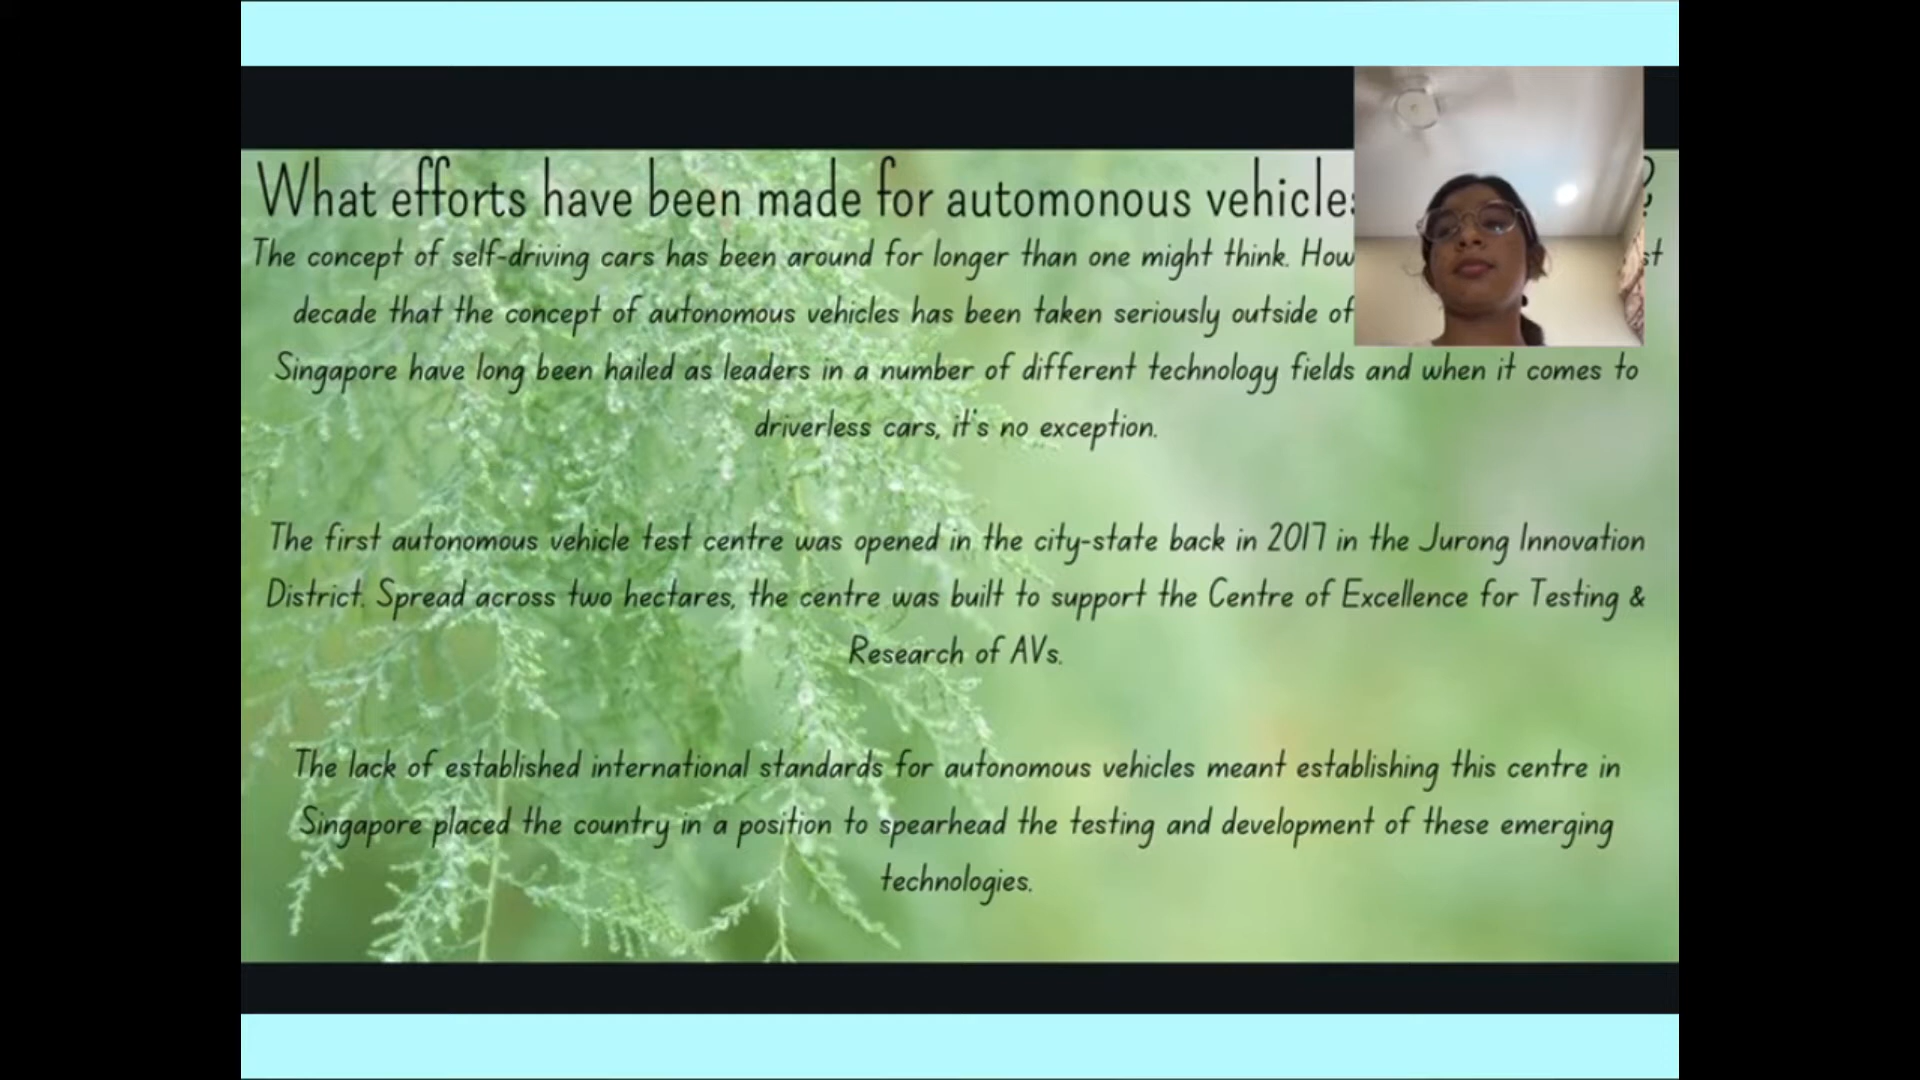 What efforts have been made for automonous vehicles ?
The concept of self-driving cars has been around for longer than one might think. How
decade that the concept of autonomous vehicles has been taken seriously outside of
Singapore have long been hailed as leaders in a number of different technology fields and when it comes to
driverless cars, it's no exception.
The first autonomous vehicle test centre was opened in the city-state back in 2017 in the Jurong Innovation
District. Spread across two hectares, the centre was built to support the Centre of Excellence for Testing &
Research of AVs.
The lack of established international standards for autonomous vehicles meant establishing this centre in
Singapore placed the country in a position to spearhead the testing and development of these emerging
technologies.